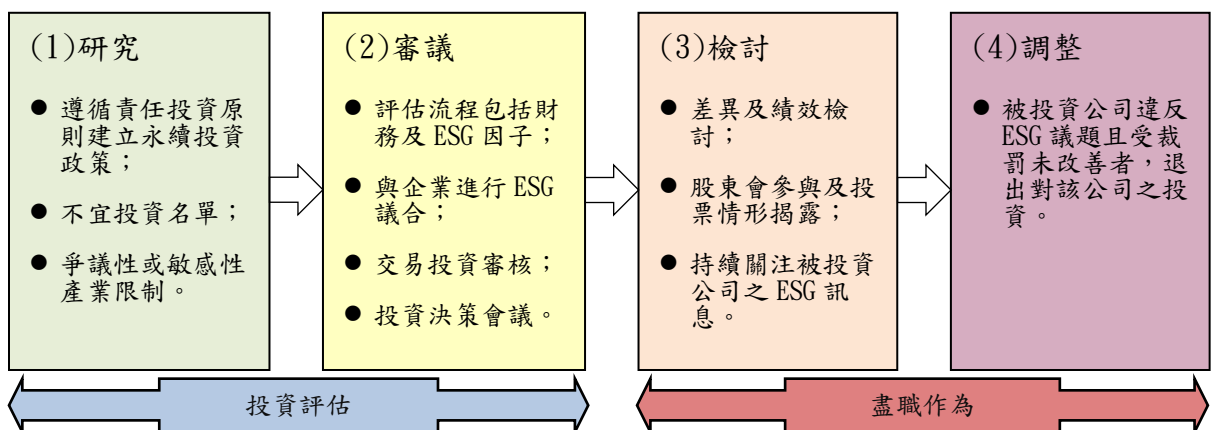 (1)研究
● 遵循責任投資原
則建立永續投資
政策；
● 不宜投資名單；
● 爭議性或敏感性
產業限制。
(2)審議
● 評估流程包括財
務及 ESG 因子；
● 與企業進行 ESG
議合；
● 交易投資審核；
● 投資決策會議。
(3)檢討
● 差異及績效檢
討；
● 股東會參與及投
票情形揭露；
● 持續關注被投資
公司之 ESG 訊
息。
(4)調整
● 被投資公司違反
ESG 議題且受裁
罰未改善者，退
出對該公司之投
資。
投資評估
盡職作為